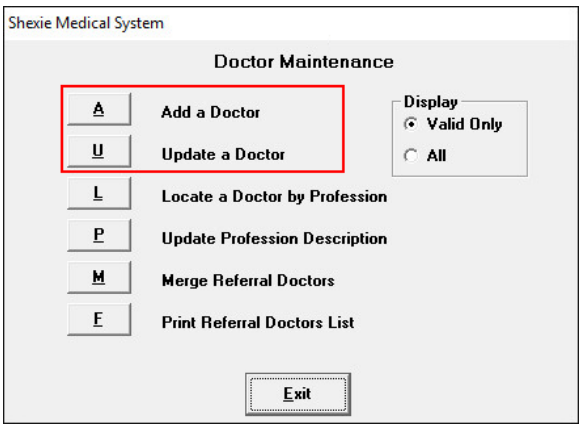 Shexie Medical System
Doctor Maintenance
A Add a Doctor
U Update a Doctor
L Locate a Doctor by Profession
P Update Profession Description
M Merge Referral Doctors
F Print Referral Doctors List
Display
Valid Only
All
Exit